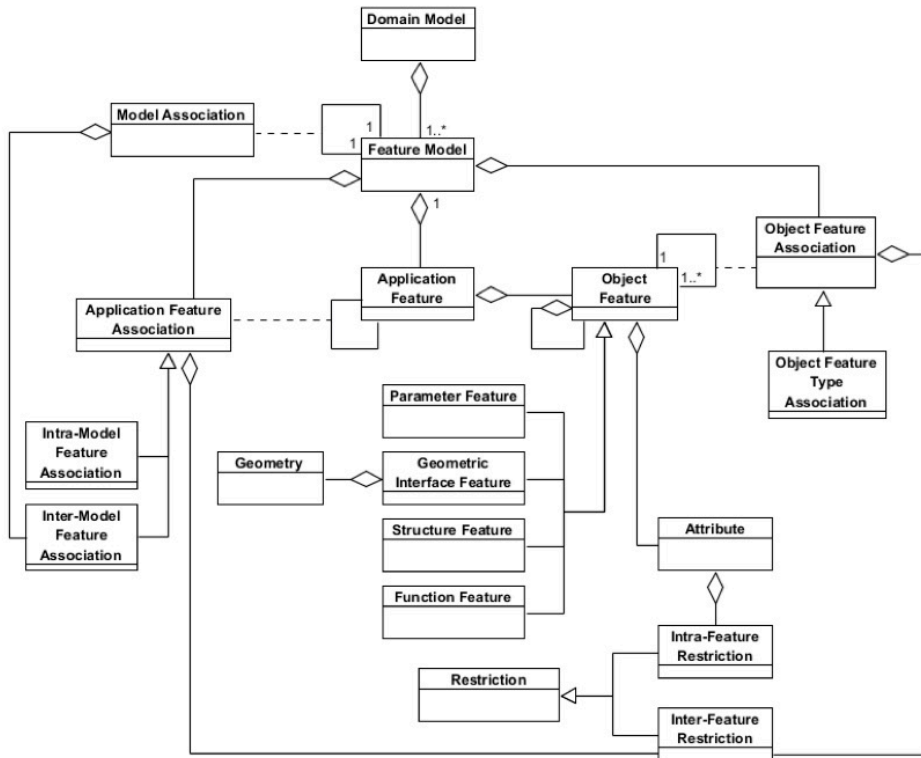 Domain Model
Model Association
1
1
1..*
Feature Model
1
Object Feature
Association
Application
Feature
Object
Feature
1
1..*
Application Feature
Association
Object Feature
Type
Association
Parameter Feature
Intra-Model
Feature
Association
Geometry
Geometric
Interface Feature
Inter-Model
Feature
Association
Structure Feature
Attribute
Function Feature
Intra-Feature
Restriction
Restriction
Inter-Feature
Restriction